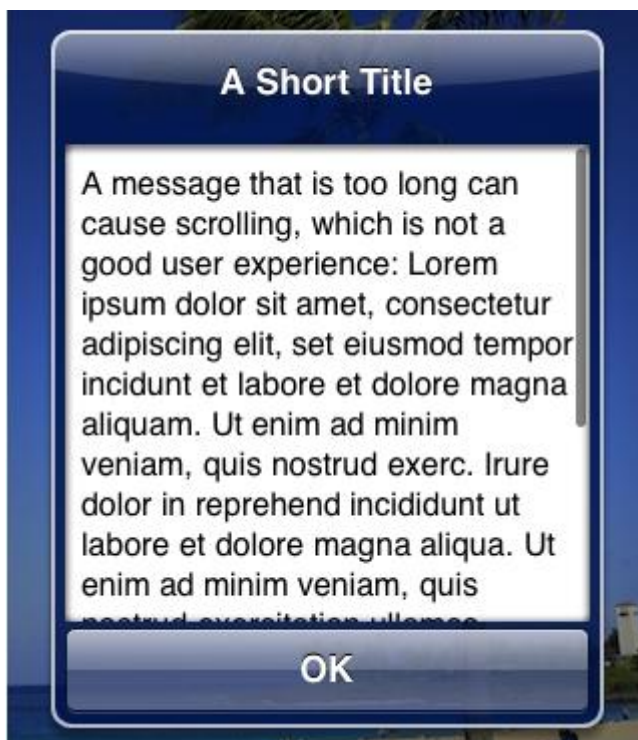 A Short Title
A message that is too long can
cause scrolling, which is not a
good user experience: Lorem
ipsum dolor sit amet, consectetur
adipiscing elit, set eiusmod tempor
incidunt et labore et dolore magna
aliquam. Ut enim ad minim
veniam, quis nostrud exerc. Irure
dolor in reprehend incididunt ut
labore et dolore magna aliqua. Ut
enim ad minim veniam, quis
nostrud exercitation ullamco
OK